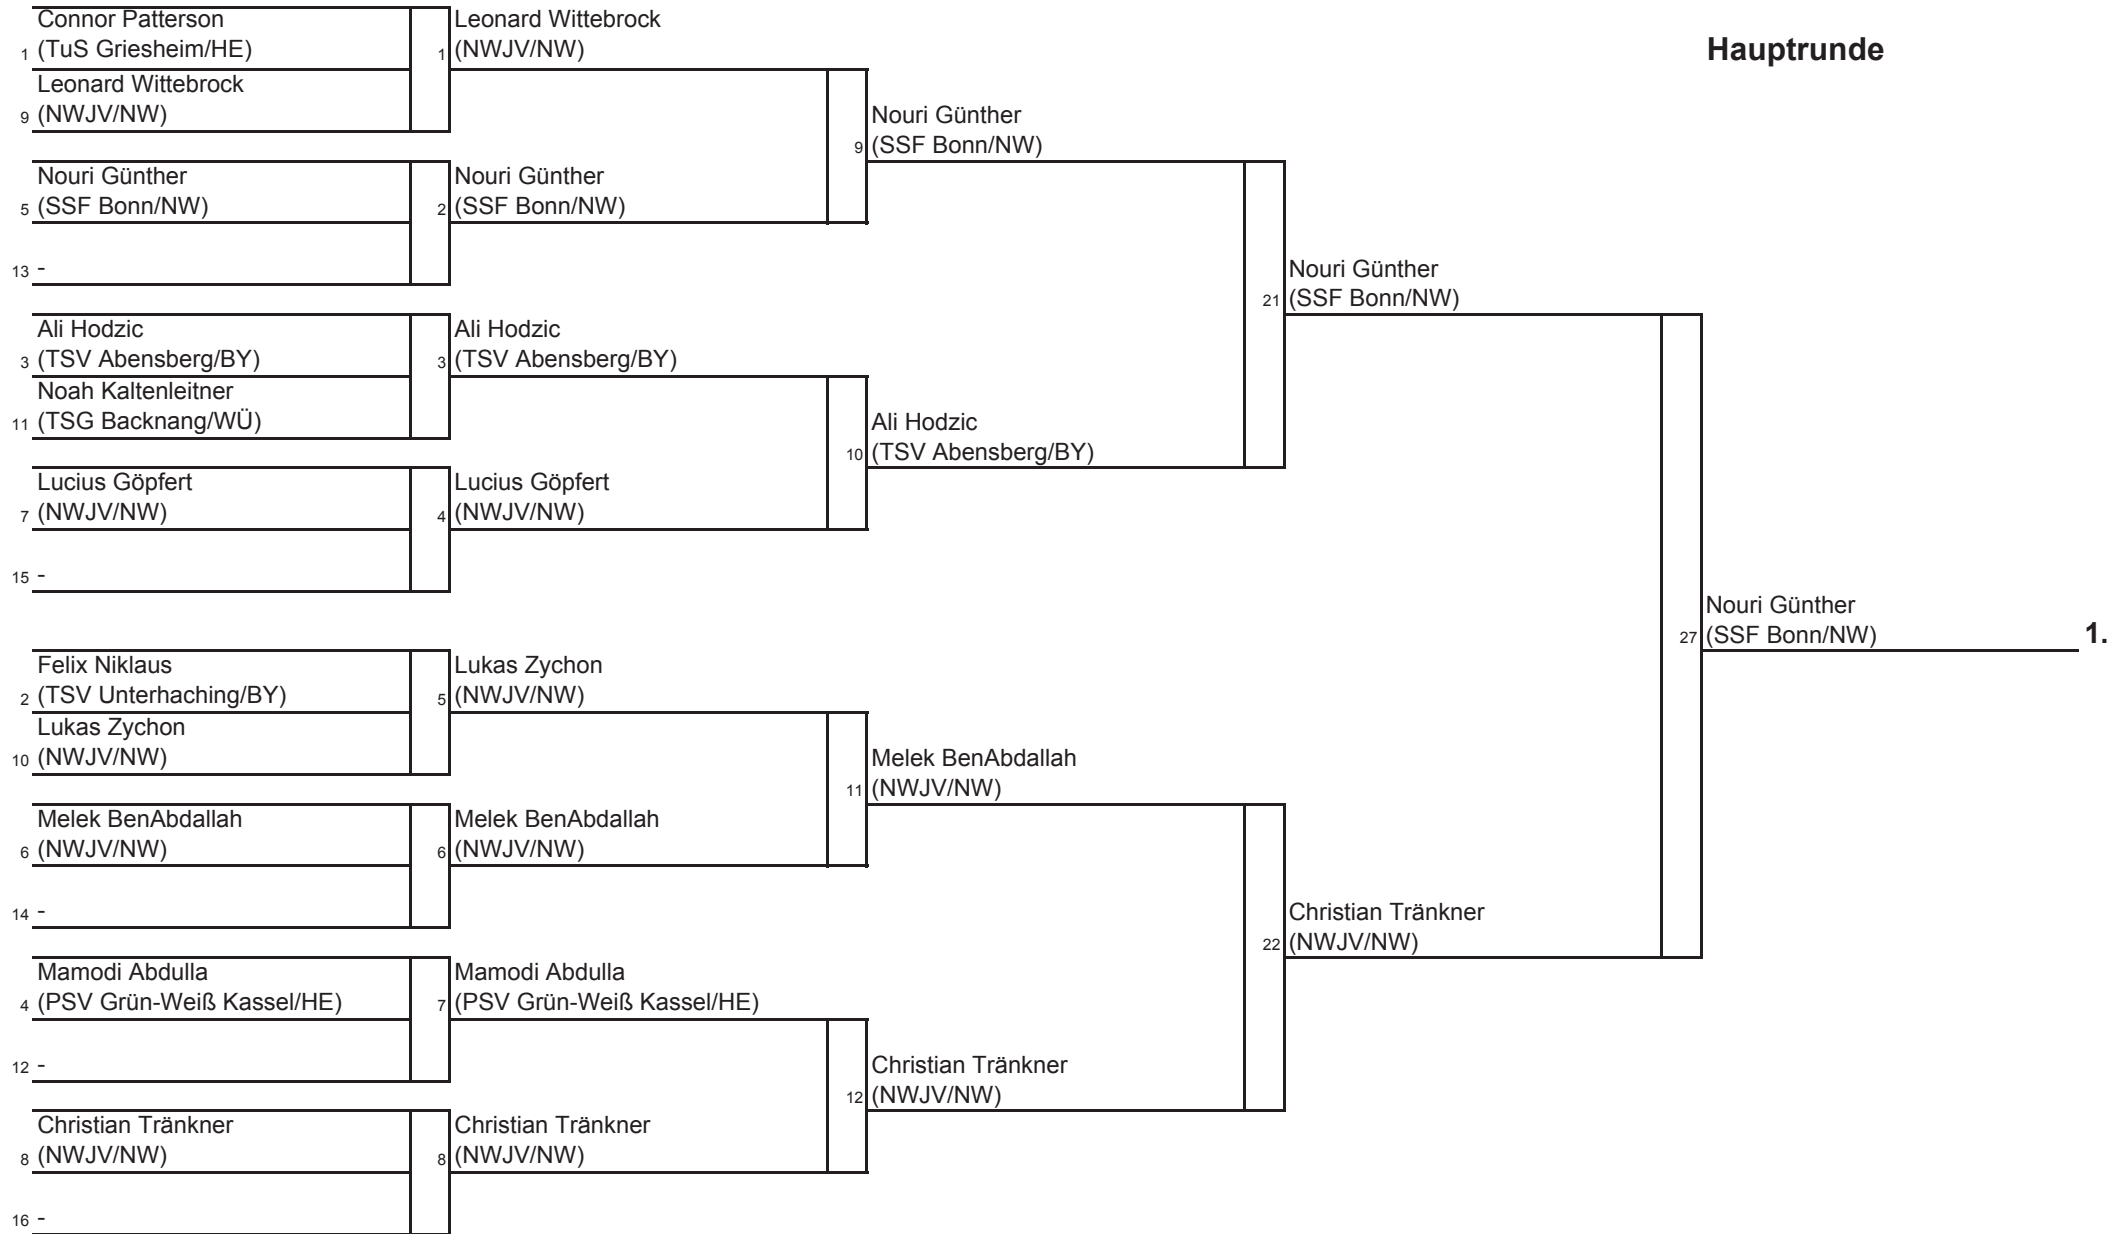 Hauptrunde
Connor Patterson
1 (TuS Griesheim/HE)
Leonard Wittebrock
9 (NWJV/NW)
Nouri Günther
5 (SSF Bonn/NW)
13 -
Ali Hodzic
3 (TSV Abensberg/BY)
Noah Kaltenleitner
11 (TSG Backnang/WÜ)
Lucius Göpfert
7 (NWJV/NW)
15 -
Felix Niklaus
2 (TSV Unterhaching/BY)
Lukas Zychon
10 (NWJV/NW)
Melek BenAbdallah
6 (NWJV/NW)
14 -
Mamodi Abdulla
4 (PSV Grün-Weiß Kassel/HE)
12 -
Christian Tränkner
8 (NWJV/NW)
16 -
Leonard Wittebrock
1 (NWJV/NW)
Nouri Günther
2 (SSF Bonn/NW)
Ali Hodzic
3 (TSV Abensberg/BY)
Lucius Göpfert
4 (NWJV/NW)
Lukas Zychon
5 (NWJV/NW)
Melek BenAbdallah
6 (NWJV/NW)
Mamodi Abdulla
7 (PSV Grün-Weiß Kassel/HE)
Christian Tränkner
8 (NWJV/NW)
Nouri Günther
9 (SSF Bonn/NW)
Ali Hodzic
10 (TSV Abensberg/BY)
Melek BenAbdallah
11 (NWJV/NW)
Christian Tränkner
12 (NWJV/NW)
Nouri Günther
21 (SSF Bonn/NW)
Christian Tränkner
22 (NWJV/NW)
Nouri Günther
27 (SSF Bonn/NW) 1.